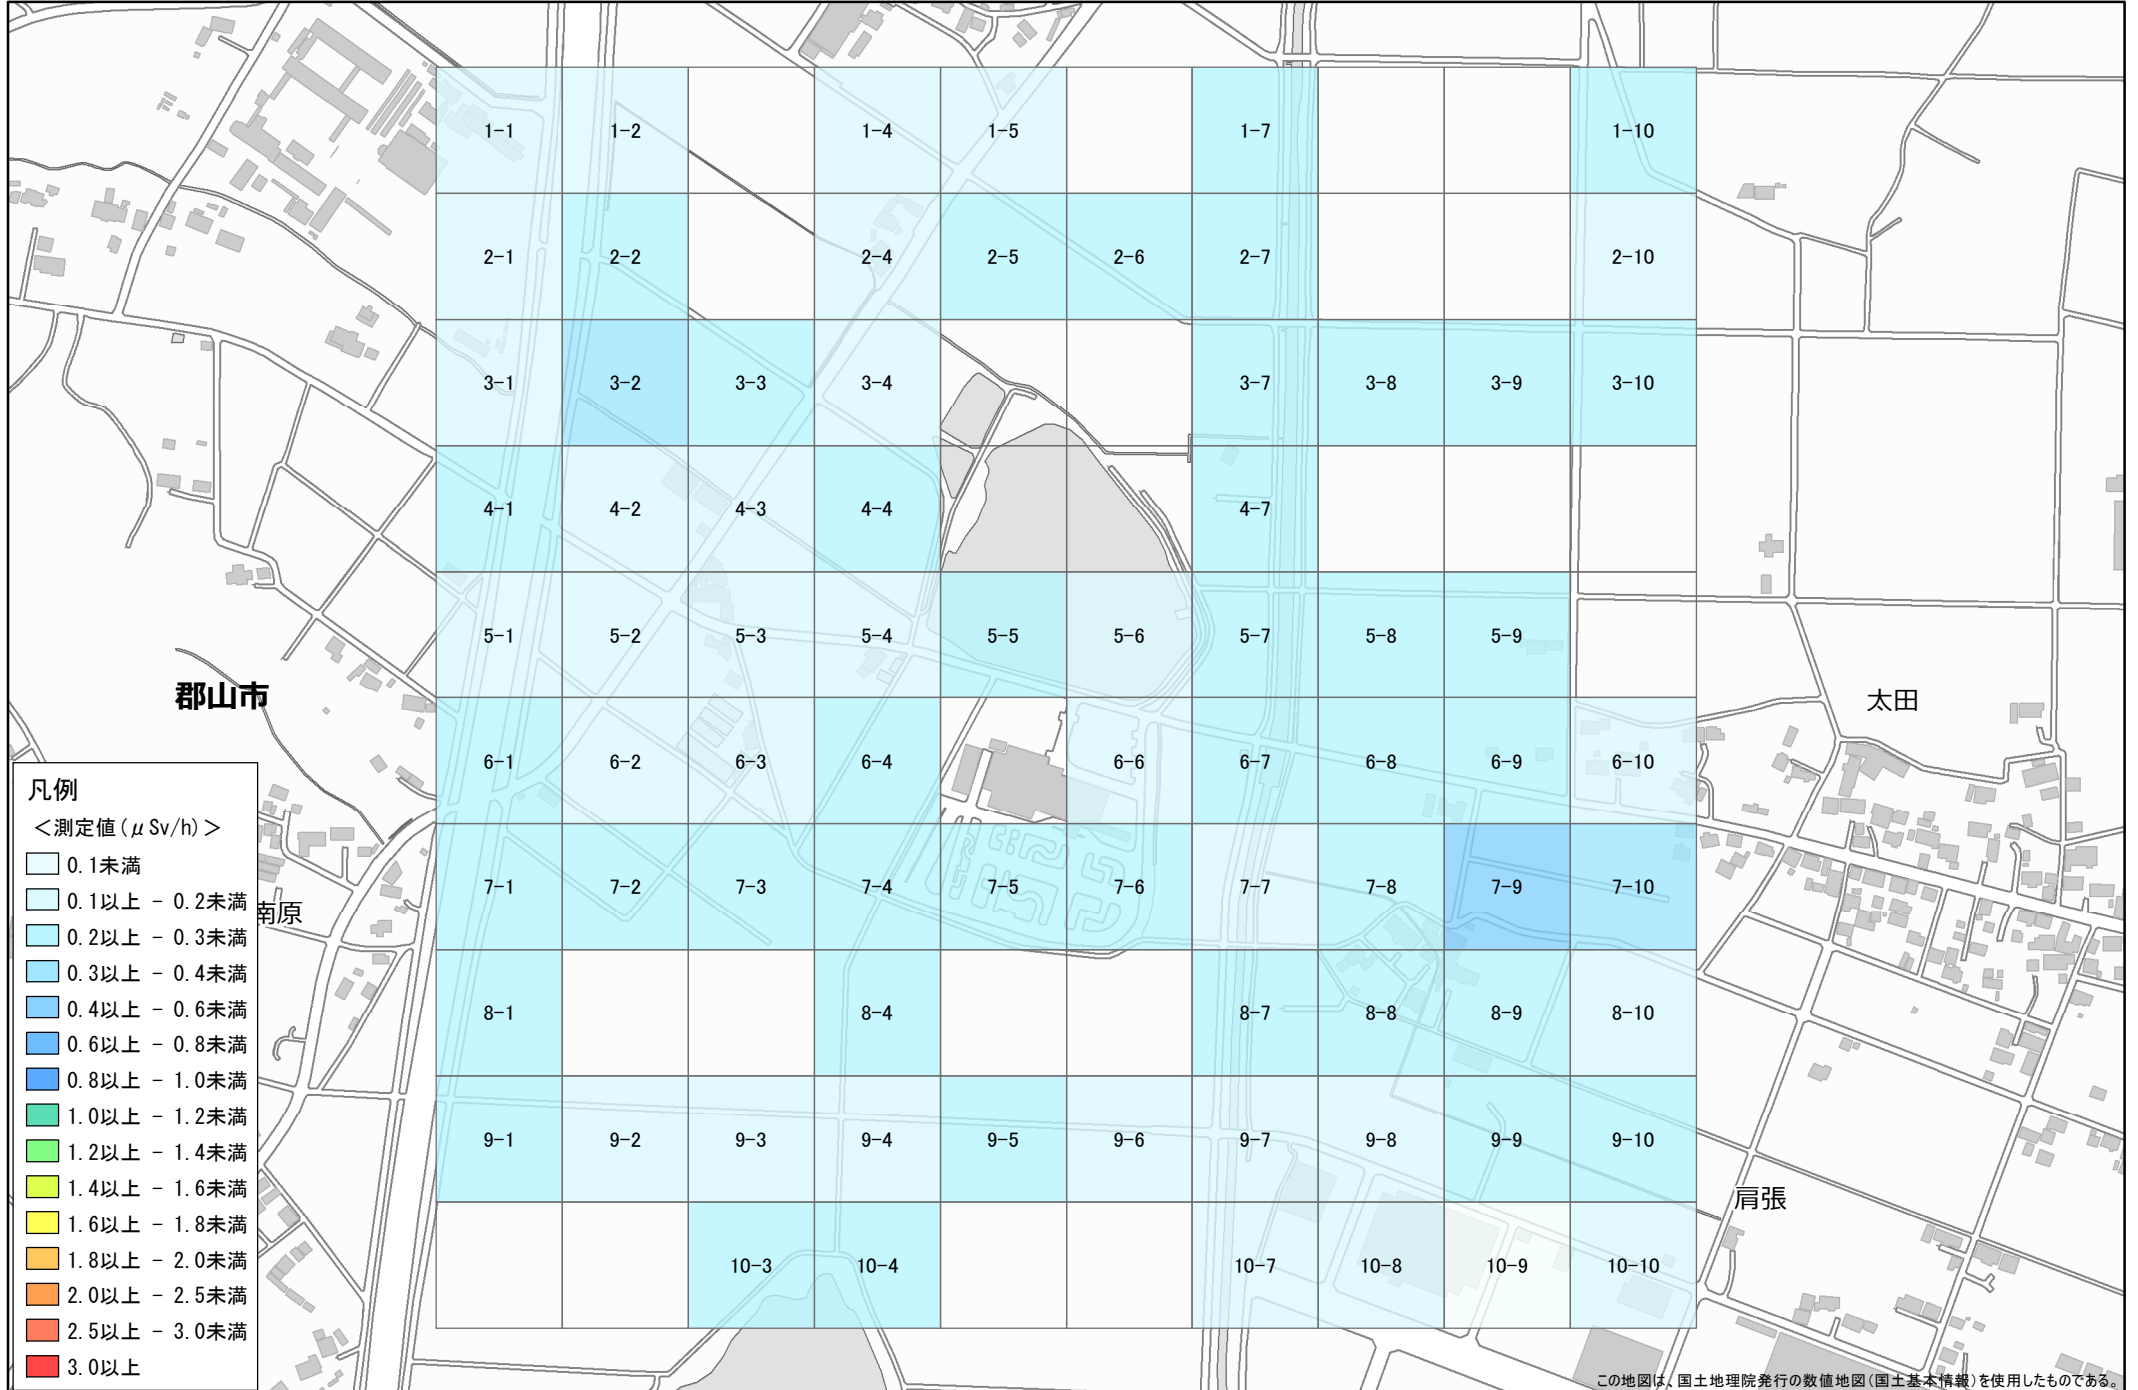 1-1 1-2 1-4 1-5 1-7 1-10
2-1 2-2 2-4 2-5 2-6 2-7 2-10
3-1 3-2 3-3 3-4 3-7 3-8 3-9 3-10
4-1 4-2 4-3 4-4 4-7
5-1 5-2 5-3 5-4 5-5 5-6 5-7 5-8 5-9
郡山市
太田
6-1 6-2 6-3 6-4 6-6 6-7 6-8 6-9 6-10
7-1 7-2 7-3 7-4 7-5 7-6 7-7 7-8 7-9 7-10
南原
8-1 8-4 8-7 8-8 8-9 8-10
9-1 9-2 9-3 9-4 9-5 9-6 9-7 9-8 9-9 9-10
肩張
10-3 10-4 10-7 10-8 10-9 10-10
凡例
＜測定値(μSv/h)＞
0.1未満
0.1以上 - 0.2未満
0.2以上 - 0.3未満
0.3以上 - 0.4未満
0.4以上 - 0.6未満
0.6以上 - 0.8未満
0.8以上 - 1.0未満
1.0以上 - 1.2未満
1.2以上 - 1.4未満
1.4以上 - 1.6未満
1.6以上 - 1.8未満
1.8以上 - 2.0未満
2.0以上 - 2.5未満
2.5以上 - 3.0未満
3.0以上
この地図は、国土地理院発行の数値地図(国土基本情報)を使用したものである。